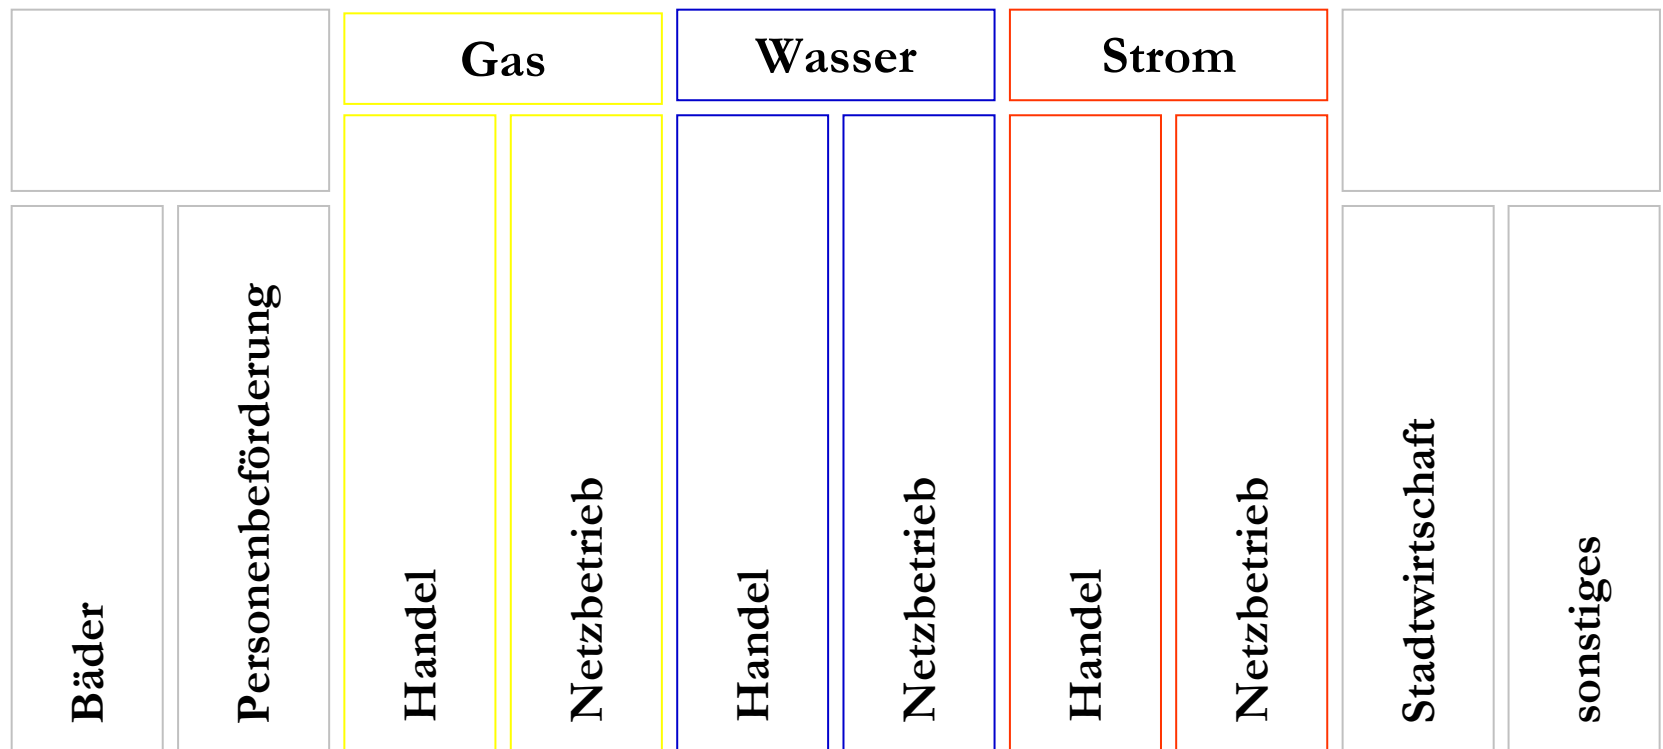 Gas
Wasser
Strom
Bäder
Personenbeförderung
Handel
Netzbetrieb
Handel
Netzbetrieb
Handel
Netzbetrieb
Stadtwirtschaft
sonstiges